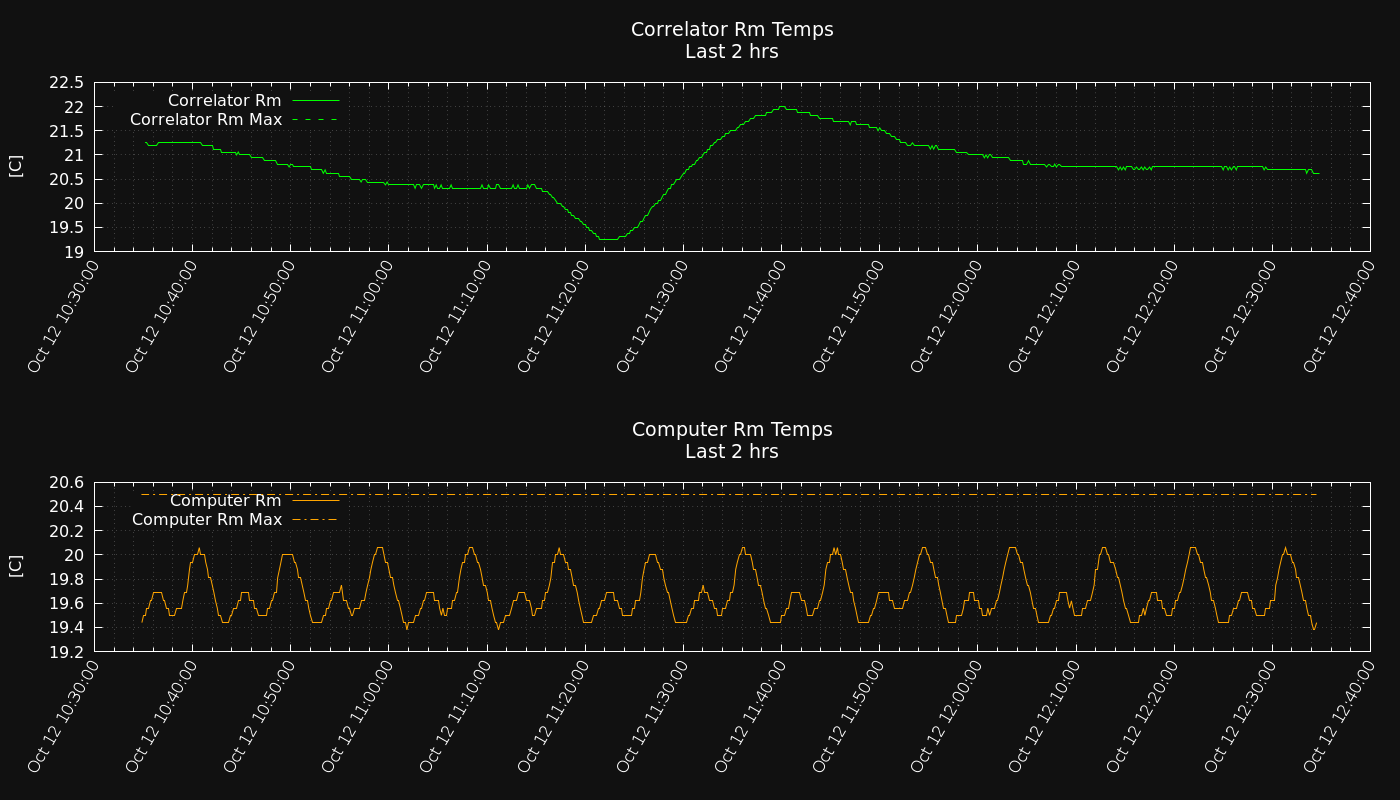 Correlator Rm Temps
Last 2 hrs
22.5
22
21.5
21
20.5
20
19.5
19
[C]
Correlator Rm
Correlator Rm Max
Oct 12 10:30:00
Oct 12 10:40:00
Oct 12 10:50:00
Oct 12 11:00:00
Oct 12 11:10:00
Oct 12 11:20:00
Oct 12 11:30:00
Oct 12 11:40:00
Oct 12 11:50:00
Oct 12 12:00:00
Oct 12 12:10:00
Oct 12 12:20:00
Oct 12 12:30:00
Oct 12 12:40:00
Computer Rm Temps
Last 2 hrs
20.6
20.4
20.2
20
19.8
19.6
19.4
19.2
[C]
Computer Rm
Computer Rm Max
Oct 12 10:30:00
Oct 12 10:40:00
Oct 12 10:50:00
Oct 12 11:00:00
Oct 12 11:10:00
Oct 12 11:20:00
Oct 12 11:30:00
Oct 12 11:40:00
Oct 12 11:50:00
Oct 12 12:00:00
Oct 12 12:10:00
Oct 12 12:20:00
Oct 12 12:30:00
Oct 12 12:40:00